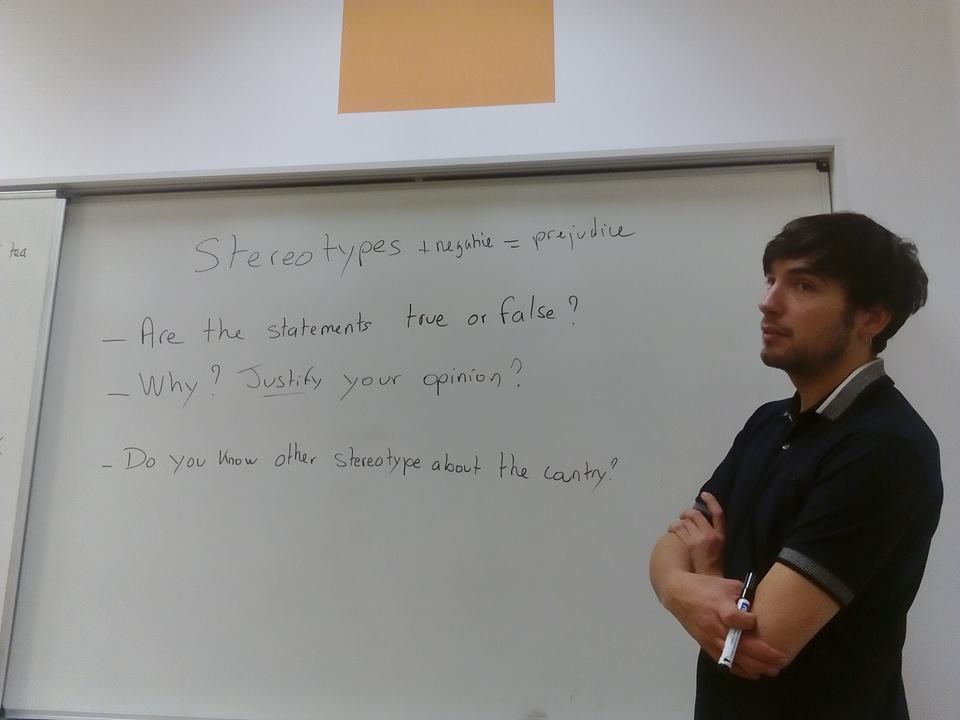 tea
Stereotypes + negative = prejudice
– Are the statements true or false?
– Why? Justify your opinion?
– Do you know other stereotype about the country?